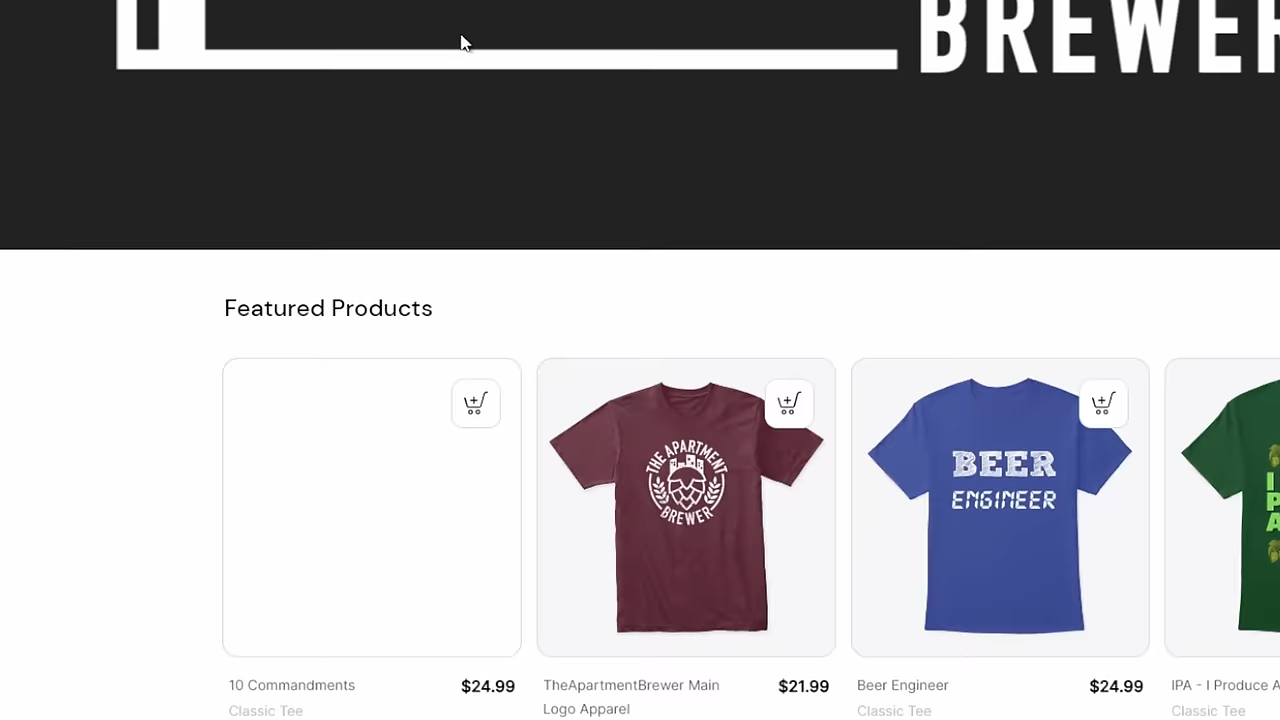 BREWER
Featured Products
THE APARTMENT
BREWER
BEER
ENGINEER
I
P
A
10 Commandments
$24.99
Classic Tee
TheApartmentBrewer Main
Logo Apparel
$21.99
Beer Engineer
$24.99
Classic Tee
IPA - I Produce A
Classic Tee